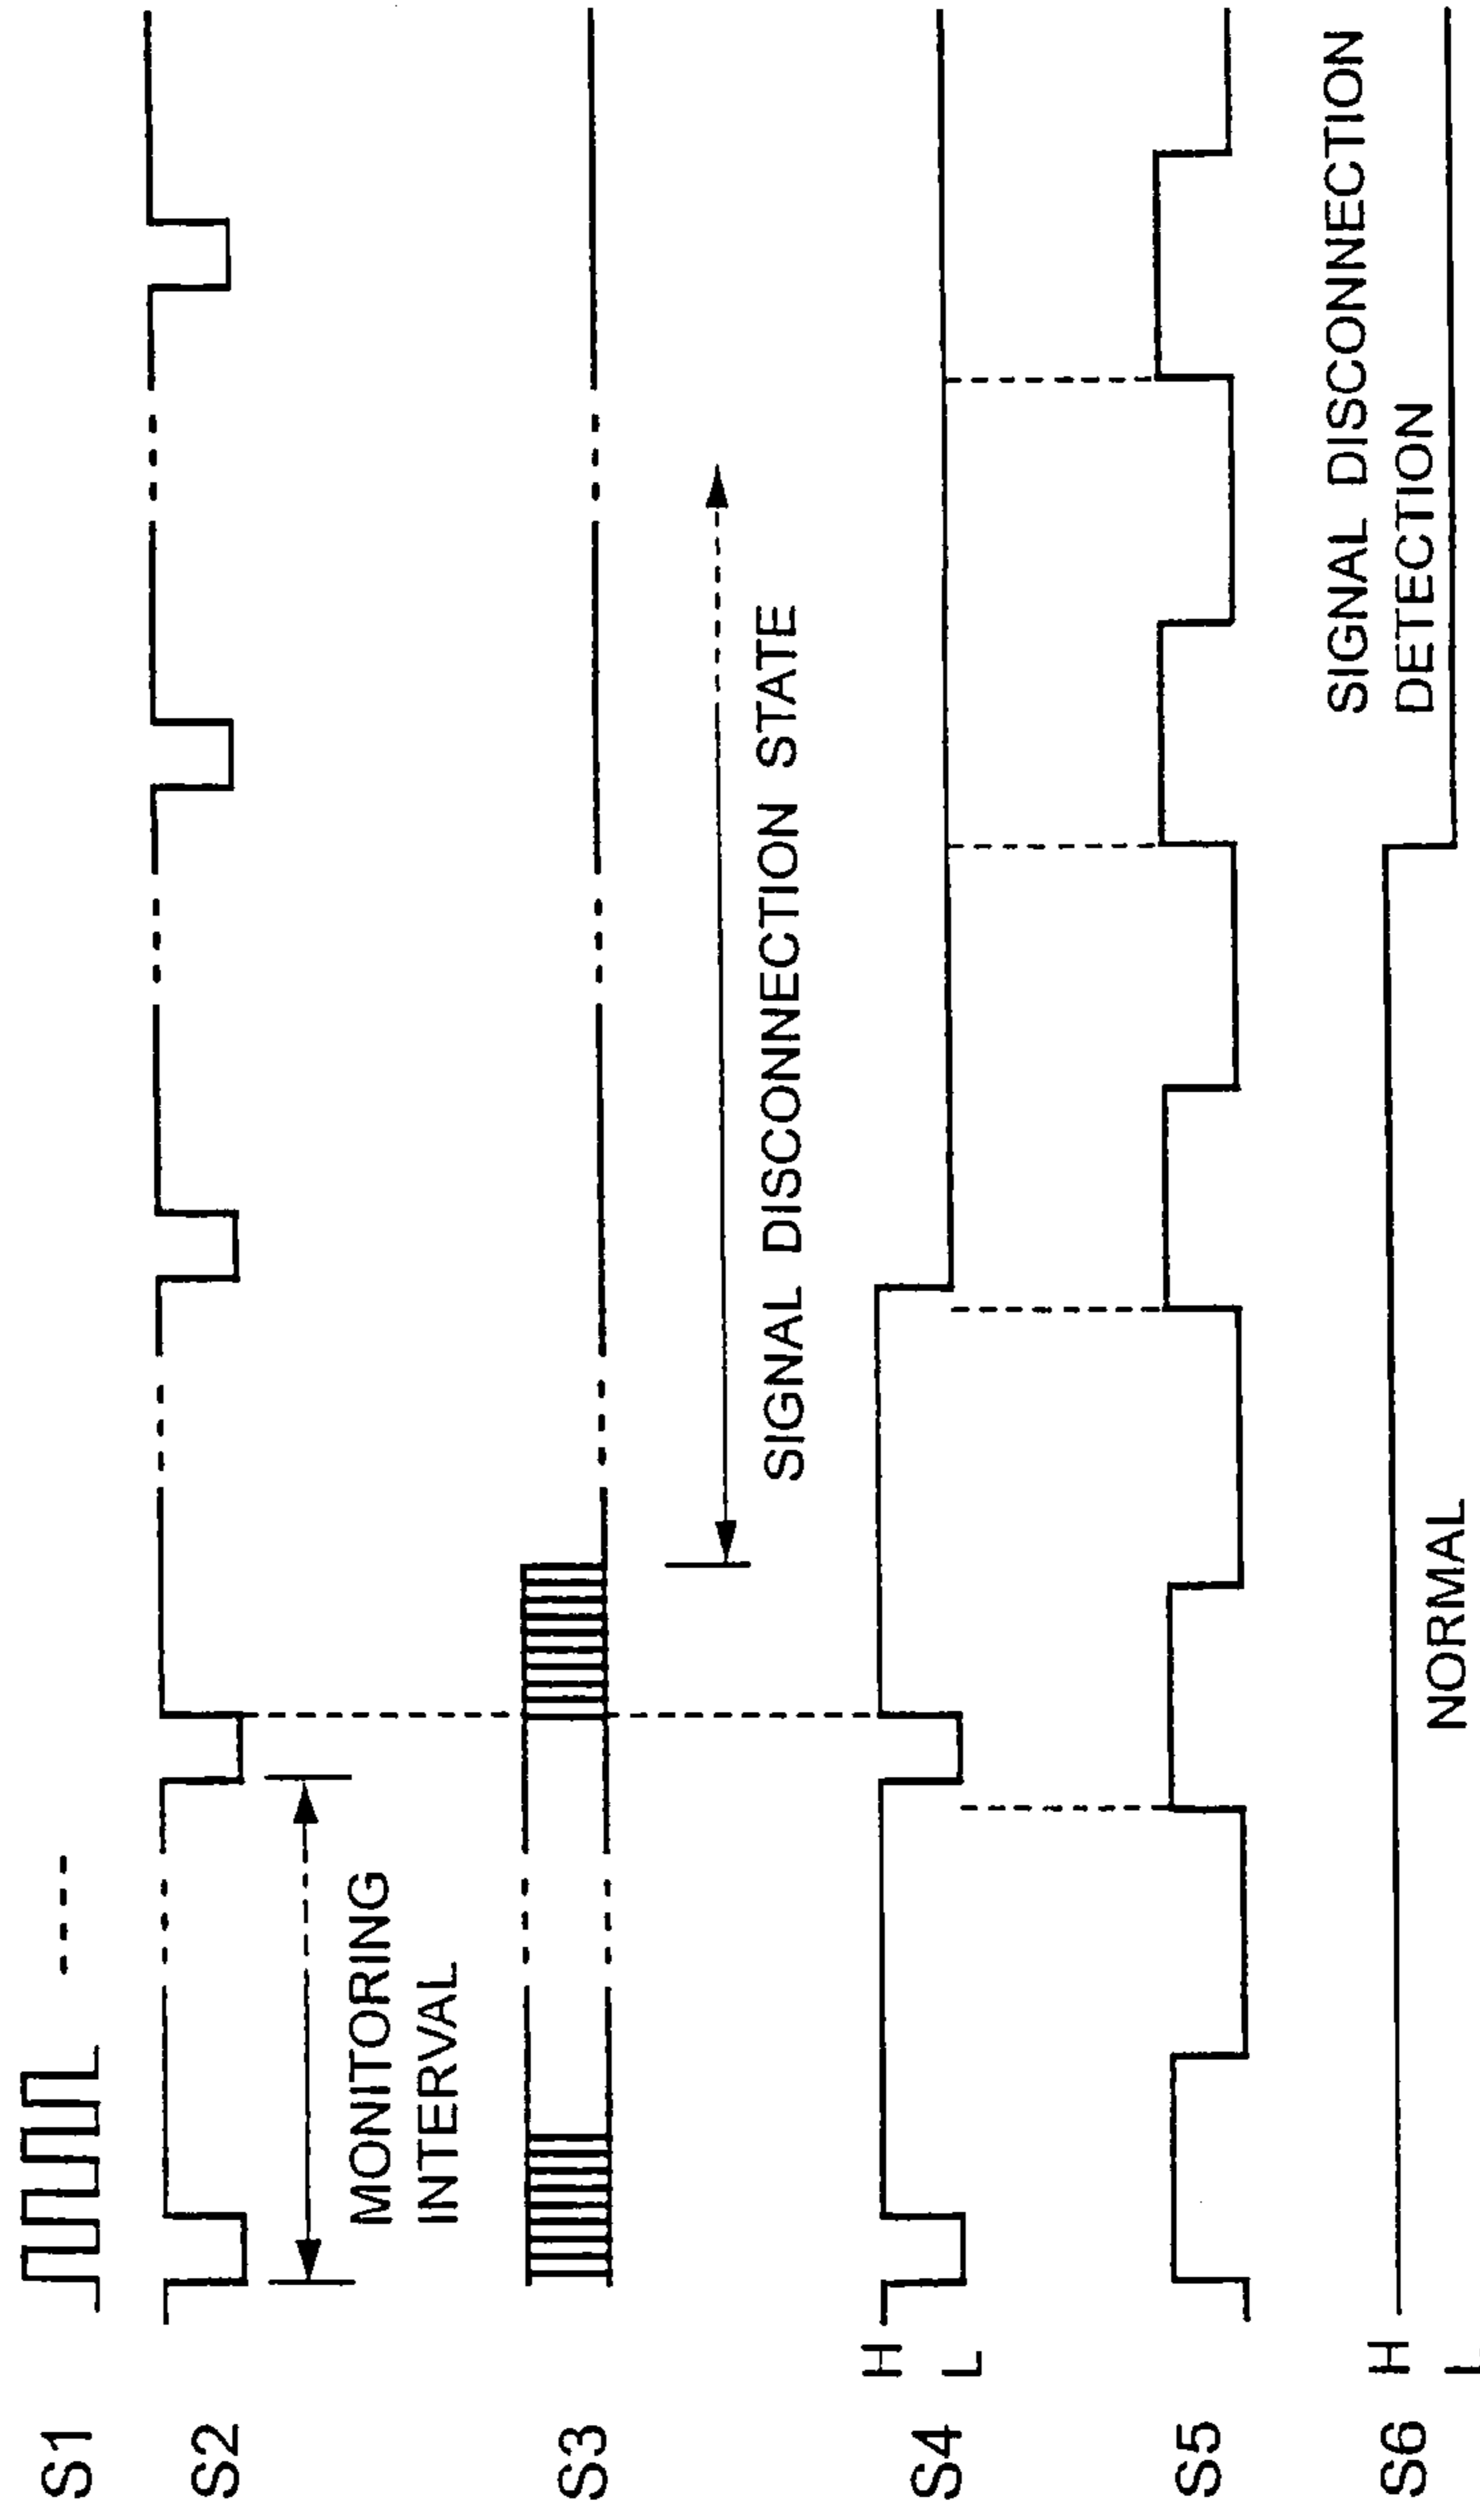 S1
S2
MONITORING
INTERVAL
S3
SIGNAL DISCONNECTION STATE
S4
H
L
S5
SIGNAL DISCONNECTION
DETECTION
S6
H
L
NORMAL